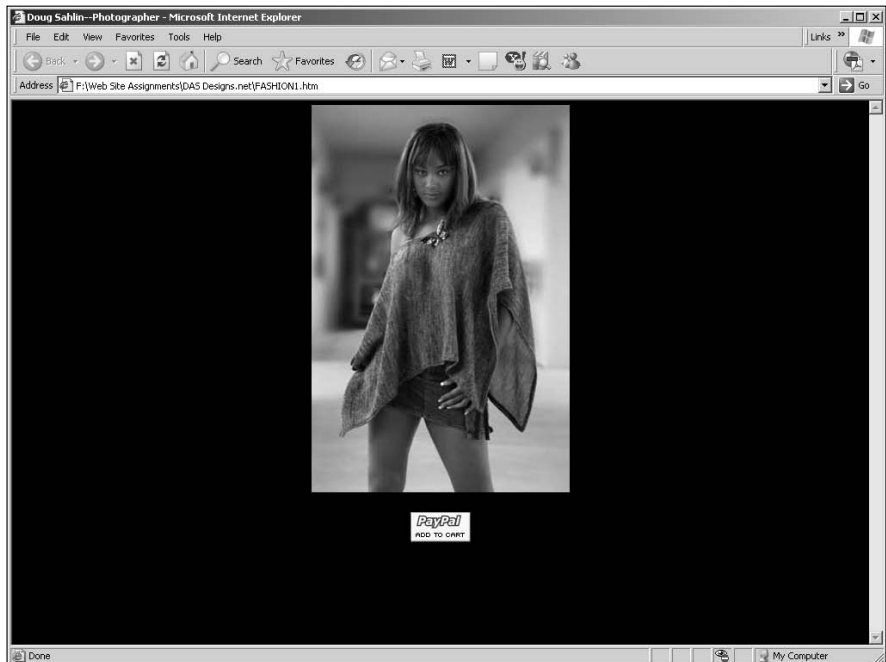 Doug Sahlin--Photographer - Microsoft Internet Explorer
File Edit View Favorites Tools Help Links »
Back Search Favorites W
Address F:\Web Site Assignments\DAS Designs.net\FASHION1.htm Go
PayPal
ADD TO CART
Done My Computer